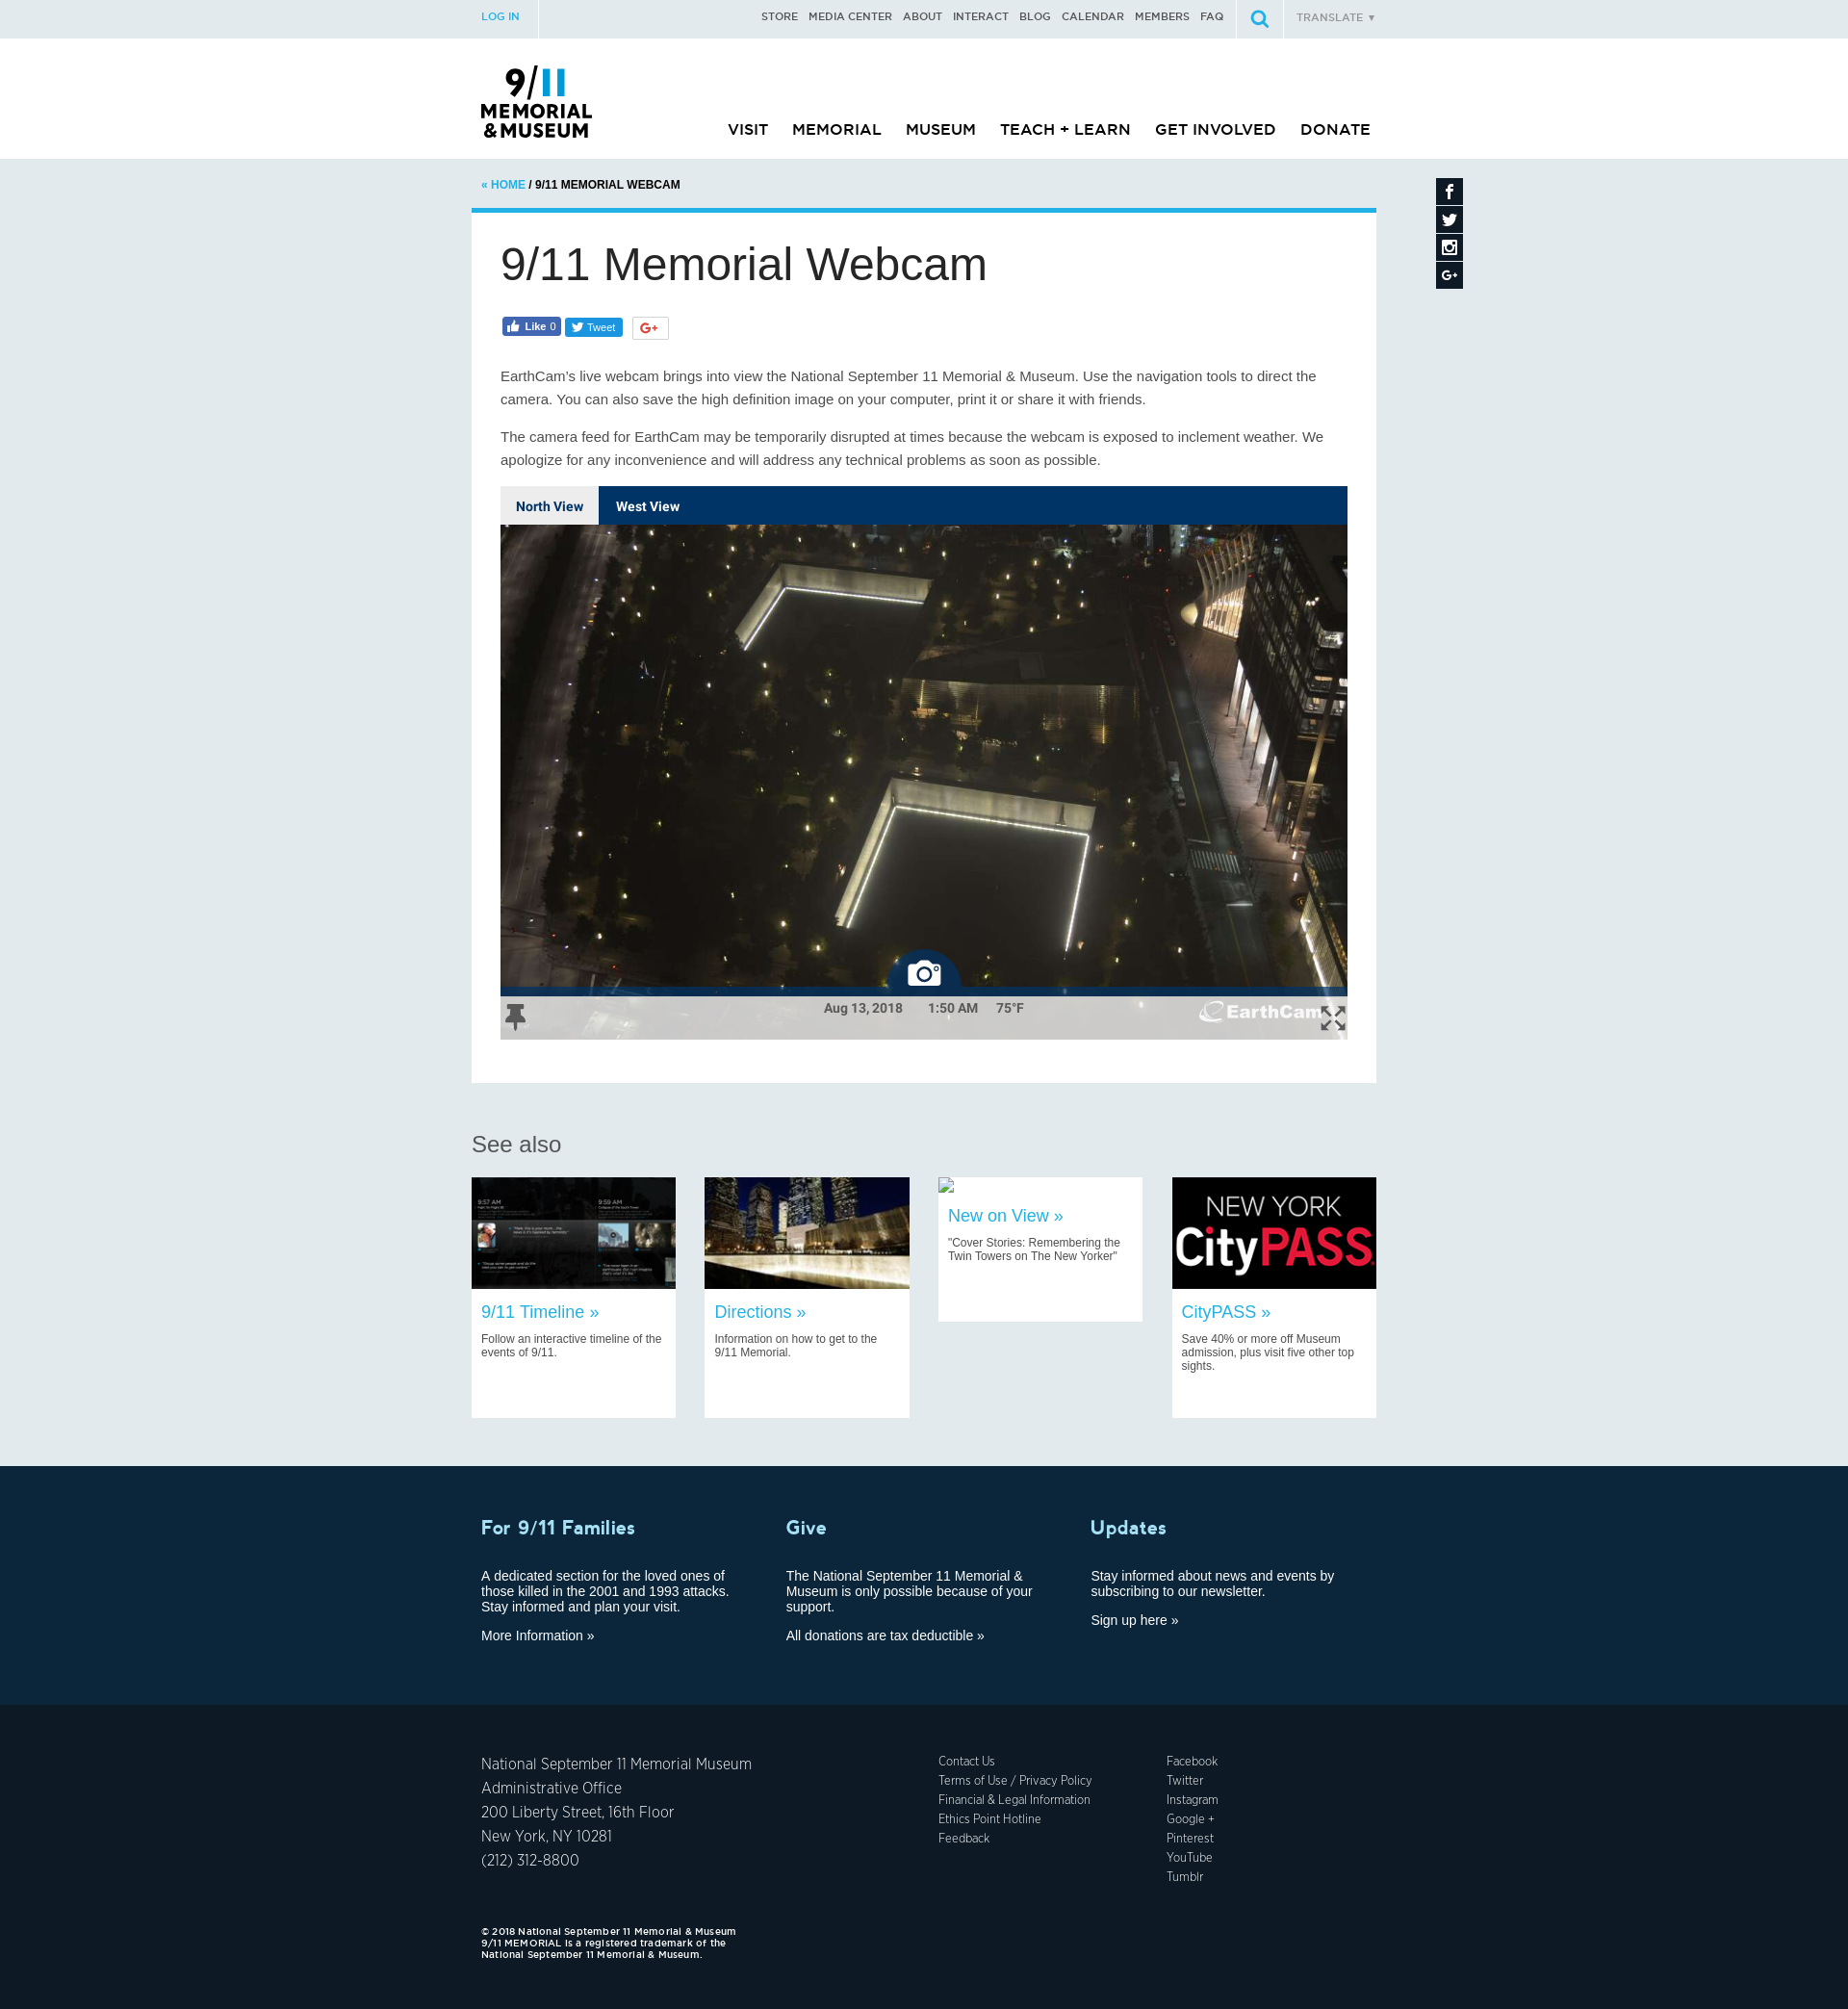 LOG IN
STORE MEDIA CENTER ABOUT INTERACT BLOG CALENDAR MEMBERS FAQ
TRANSLATE ▼
9/11
MEMORIAL
&MUSEUM
VISIT MEMORIAL MUSEUM TEACH + LEARN GET INVOLVED DONATE
« HOME / 9/11 MEMORIAL WEBCAM
9/11 Memorial Webcam
Like 0
Tweet
G+
EarthCam's live webcam brings into view the National September 11 Memorial & Museum. Use the navigation tools to direct the
camera. You can also save the high definition image on your computer, print it or share it with friends.
The camera feed for EarthCam may be temporarily disrupted at times because the webcam is exposed to inclement weather. We
apologize for any inconvenience and will address any technical problems as soon as possible.
North View West View
Aug 13, 2018 1:50 AM 75°F
EarthCam
See also
9:57 AM
9:59 AM
9/11 Timeline »
Follow an interactive timeline of the
events of 9/11.
Directions »
Information on how to get to the
9/11 Memorial.
New on View »
"Cover Stories: Remembering the
Twin Towers on The New Yorker"
NEW YORK
CityPASS
CityPASS »
Save 40% or more off Museum
admission, plus visit five other top
sights.
For 9/11 Families
A dedicated section for the loved ones of
those killed in the 2001 and 1993 attacks.
Stay informed and plan your visit.
More Information »
Give
The National September 11 Memorial &
Museum is only possible because of your
support.
All donations are tax deductible »
Updates
Stay informed about news and events by
subscribing to our newsletter.
Sign up here »
National September 11 Memorial Museum
Administrative Office
200 Liberty Street, 16th Floor
New York, NY 10281
(212) 312-8800
Contact Us
Terms of Use / Privacy Policy
Financial & Legal Information
Ethics Point Hotline
Feedback
Facebook
Twitter
Instagram
Google +
Pinterest
YouTube
Tumblr
© 2018 National September 11 Memorial & Museum
9/11 MEMORIAL is a registered trademark of the
National September 11 Memorial & Museum.